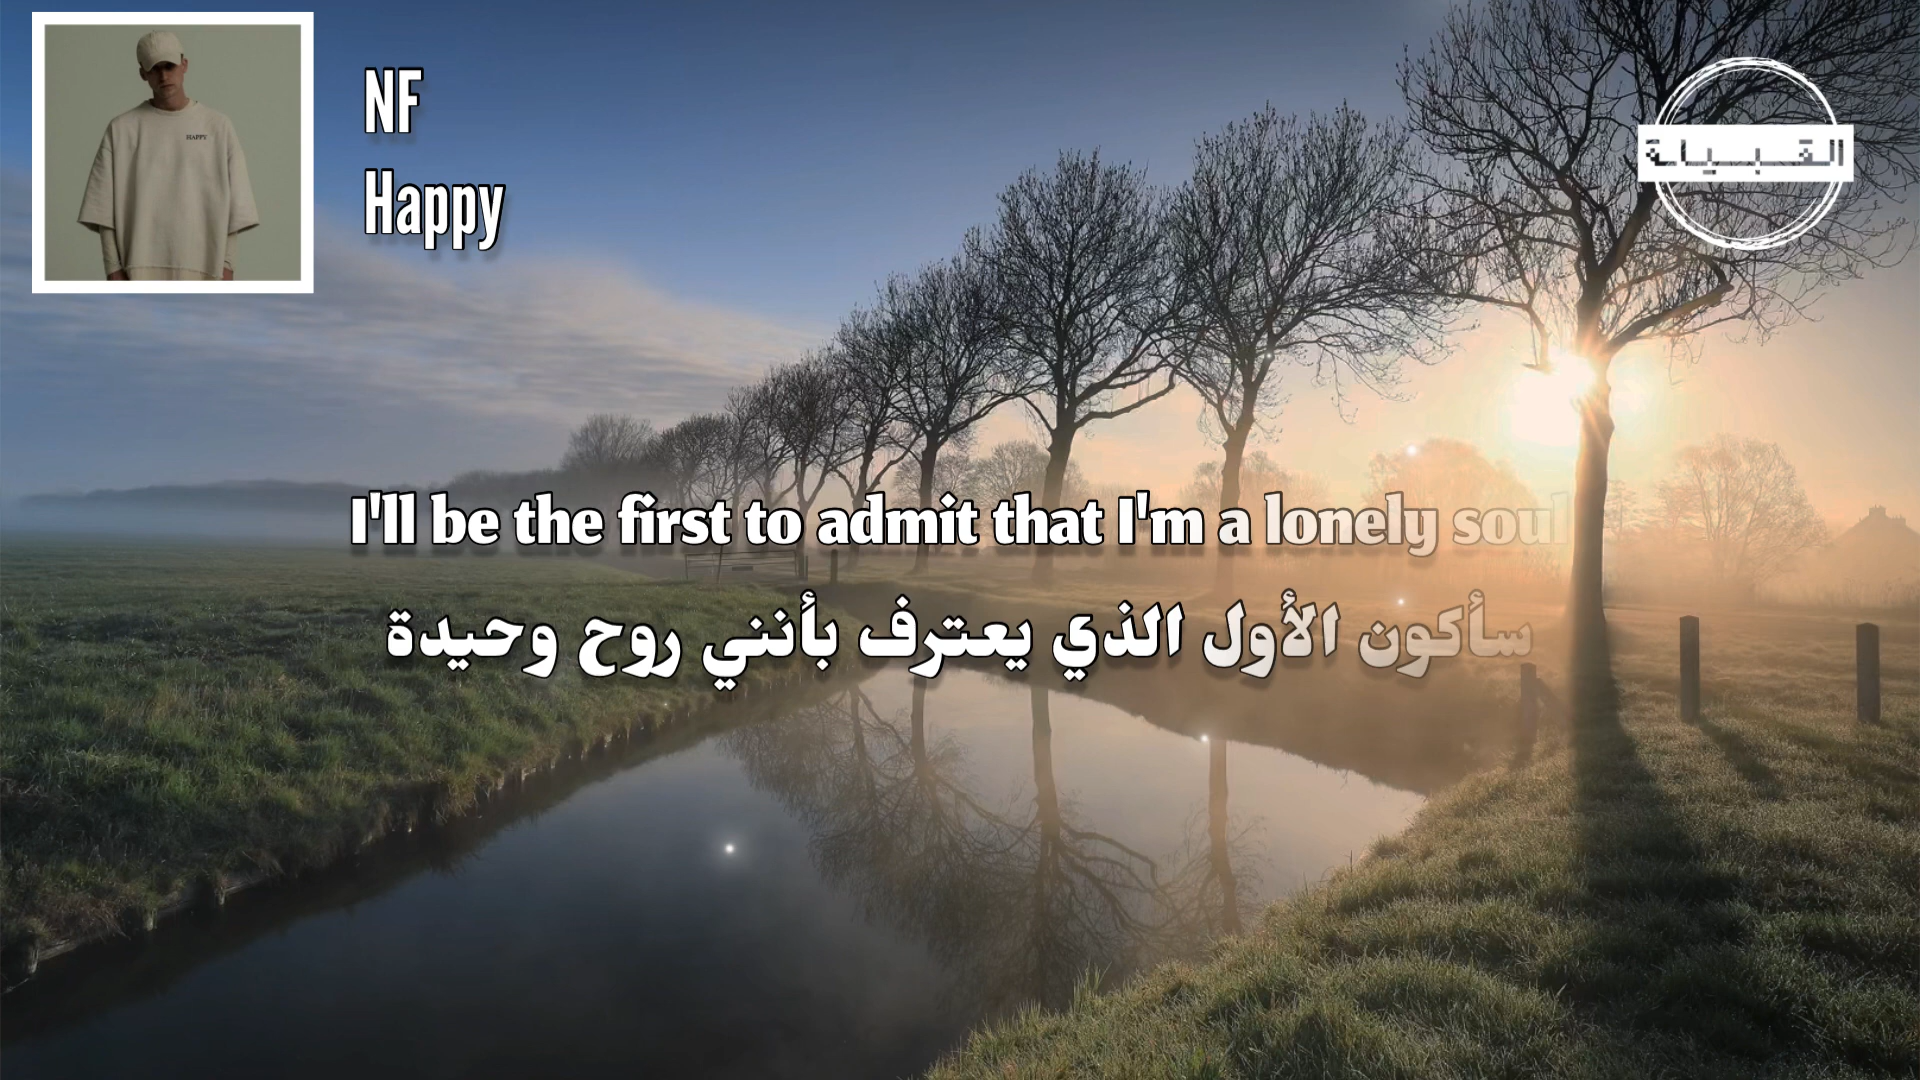 NF
Happy
HAPPY
القبيلة
I'll be the first to admit that I'm a lonely soul
سأكون الأول الذي يعترف بأنني روح وحيدة